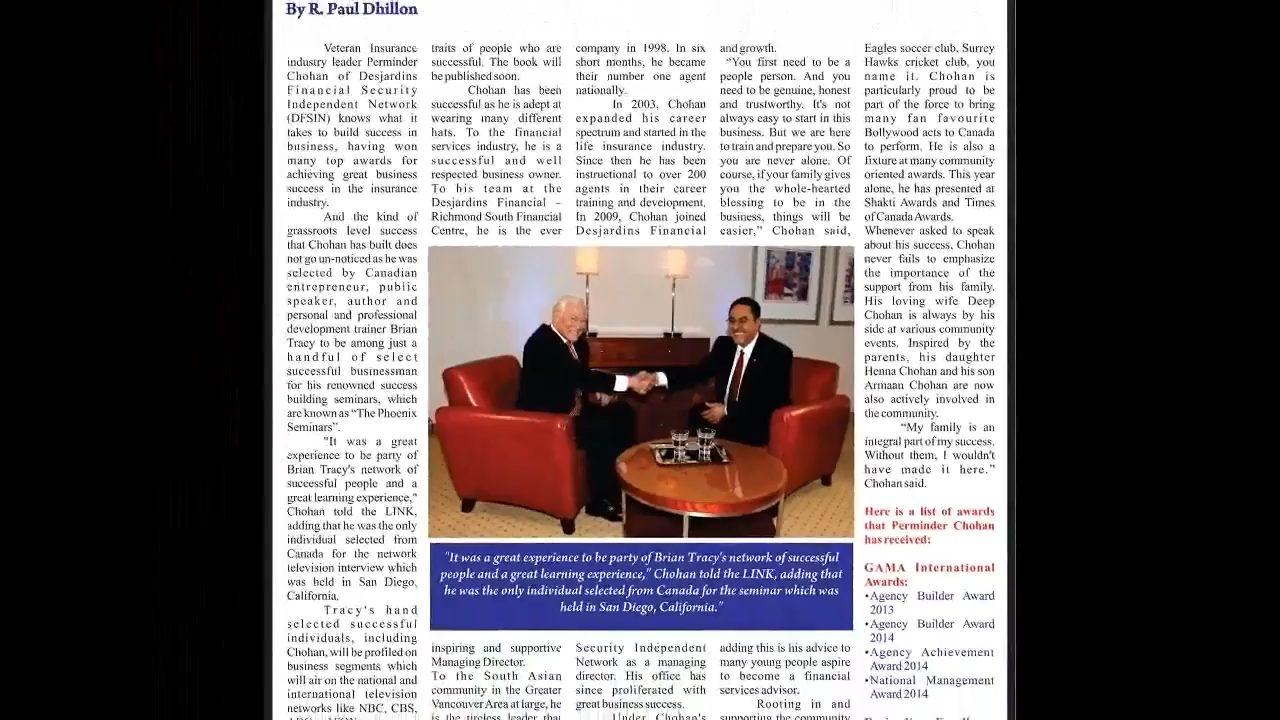 By R. Paul Dhillon
Veteran Insurance
industry leader Perminder
Chohan of Desjardins
Financial Security
Independent Network
(DFSIN) knows what it
takes to build success in
business, having won
many top awards for
achieving great business
success in the insurance
industry.
And the kind of
grassroots level success
that Chohan has built does
not go un-noticed as he was
selected by Canadian
entrepreneur, public
speaker, author and
personal and professional
development trainer Brian
Tracy to be among just a
handful of select
successful businessman
for his renowned success
building seminars, which
are known as “The Phoenix
Seminars”.
"It was a great
experience to be party of
Brian Tracy's network of
successful people and a
great learning experience,"
Chohan told the LINK,
adding that he was the only
individual selected from
Canada for the network
television interview which
was held in San Diego,
California.
Tracy's hand
selected successful
individuals, including
Chohan, will be profiled on
business segments which
will air on the national and
international television
networks like NBC, CBS,
traits of people who are
successful. The book will
be published soon.
Chohan has been
successful as he is adept at
wearing many different
hats. To the financial
services industry, he is a
successful and well
respected business owner.
To his team at the
Desjardins Financial –
Richmond South Financial
Centre, he is the ever
company in 1998. In six
short months, he became
their number one agent
nationally.
In 2003, Chohan
expanded his career
spectrum and started in the
life insurance industry.
Since then he has been
instructional to over 200
agents in their career
training and development.
In 2009, Chohan joined
Desjardins Financial
and growth.
“You first need to be a
people person. And you
need to be genuine, honest
and trustworthy. It's not
always easy to start in this
business. But we are here
to train and prepare you. So
you are never alone. Of
course, if your family gives
you the whole-hearted
blessing to be in the
business, things will be
easier,” Chohan said,
"It was a great experience to be party of Brian Tracy's network of successful
people and a great learning experience," Chohan told the LINK, adding that
he was the only individual selected from Canada for the seminar which was
held in San Diego, California."
inspiring and supportive
Managing Director.
To the South Asian
community in the Greater
Vancouver Area at large, he
is the tireless leader that
Security Independent
Network as a managing
director. His office has
since proliferated with
great business success.
Under Chohan's
adding this is his advice to
many young people aspire
to become a financial
services advisor.
Rooting in and
supporting the community
Eagles soccer club, Surrey
Hawks cricket club, you
name it. Chohan is
particularly proud to be
part of the force to bring
many fan favourite
Bollywood acts to Canada
to perform. He is also a
fixture at many community
oriented awards. This year
alone, he has presented at
Shakti Awards and Times
of Canada Awards.
Whenever asked to speak
about his success, Chohan
never fails to emphasize
the importance of the
support from his family.
His loving wife Deep
Chohan is always by his
side at various community
events. Inspired by the
parents, his daughter
Henna Chohan and his son
Armaan Chohan are now
also actively involved in
the community.
“My family is an
integral part of my success.
Without them, I wouldn't
have made it here.”
Chohan said.
Here is a list of awards
that Perminder Chohan
has received:
GAMA International
Awards:
•Agency Builder Award
2013
•Agency Builder Award
2014
•Agency Achievement
Award 2014
•National Management
Award 2014